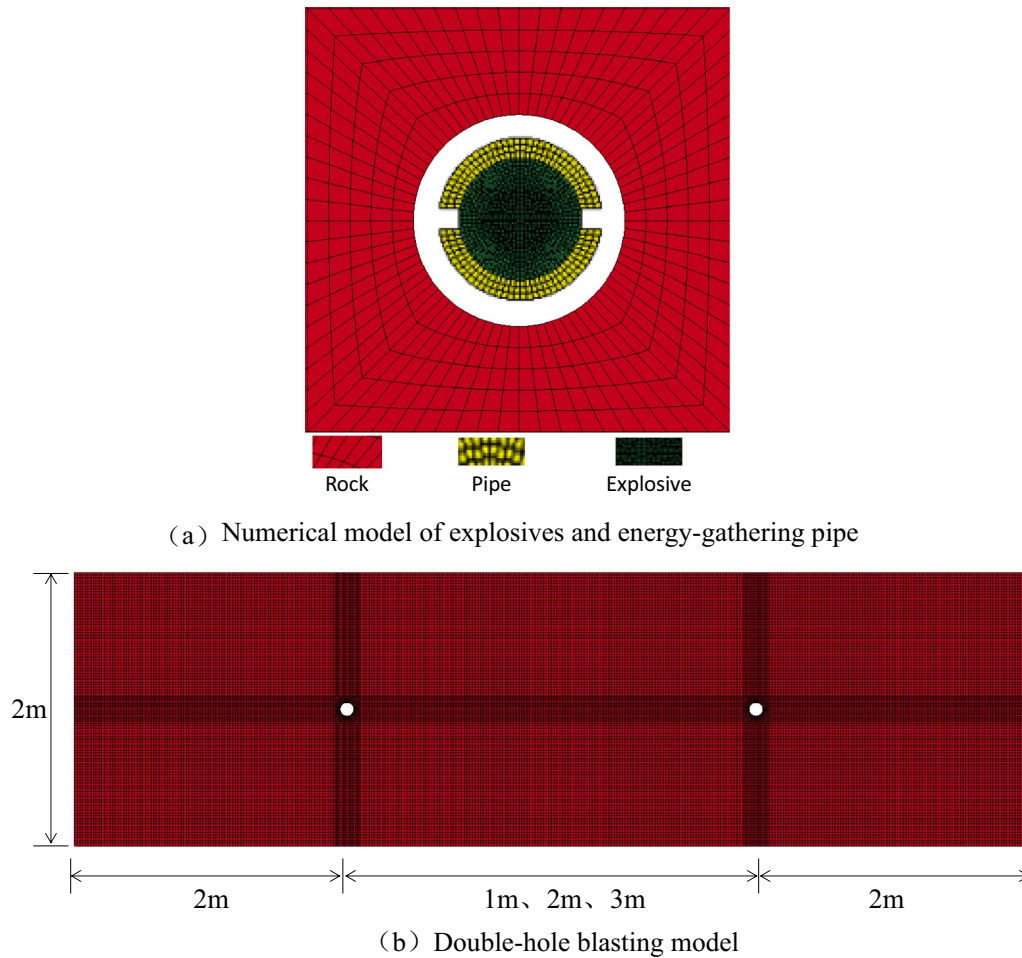 Rock Pipe Explosive
（a）Numerical model of explosives and energy-gathering pipe
2m
2m 1m、2m、3m 2m
（b）Double-hole blasting model